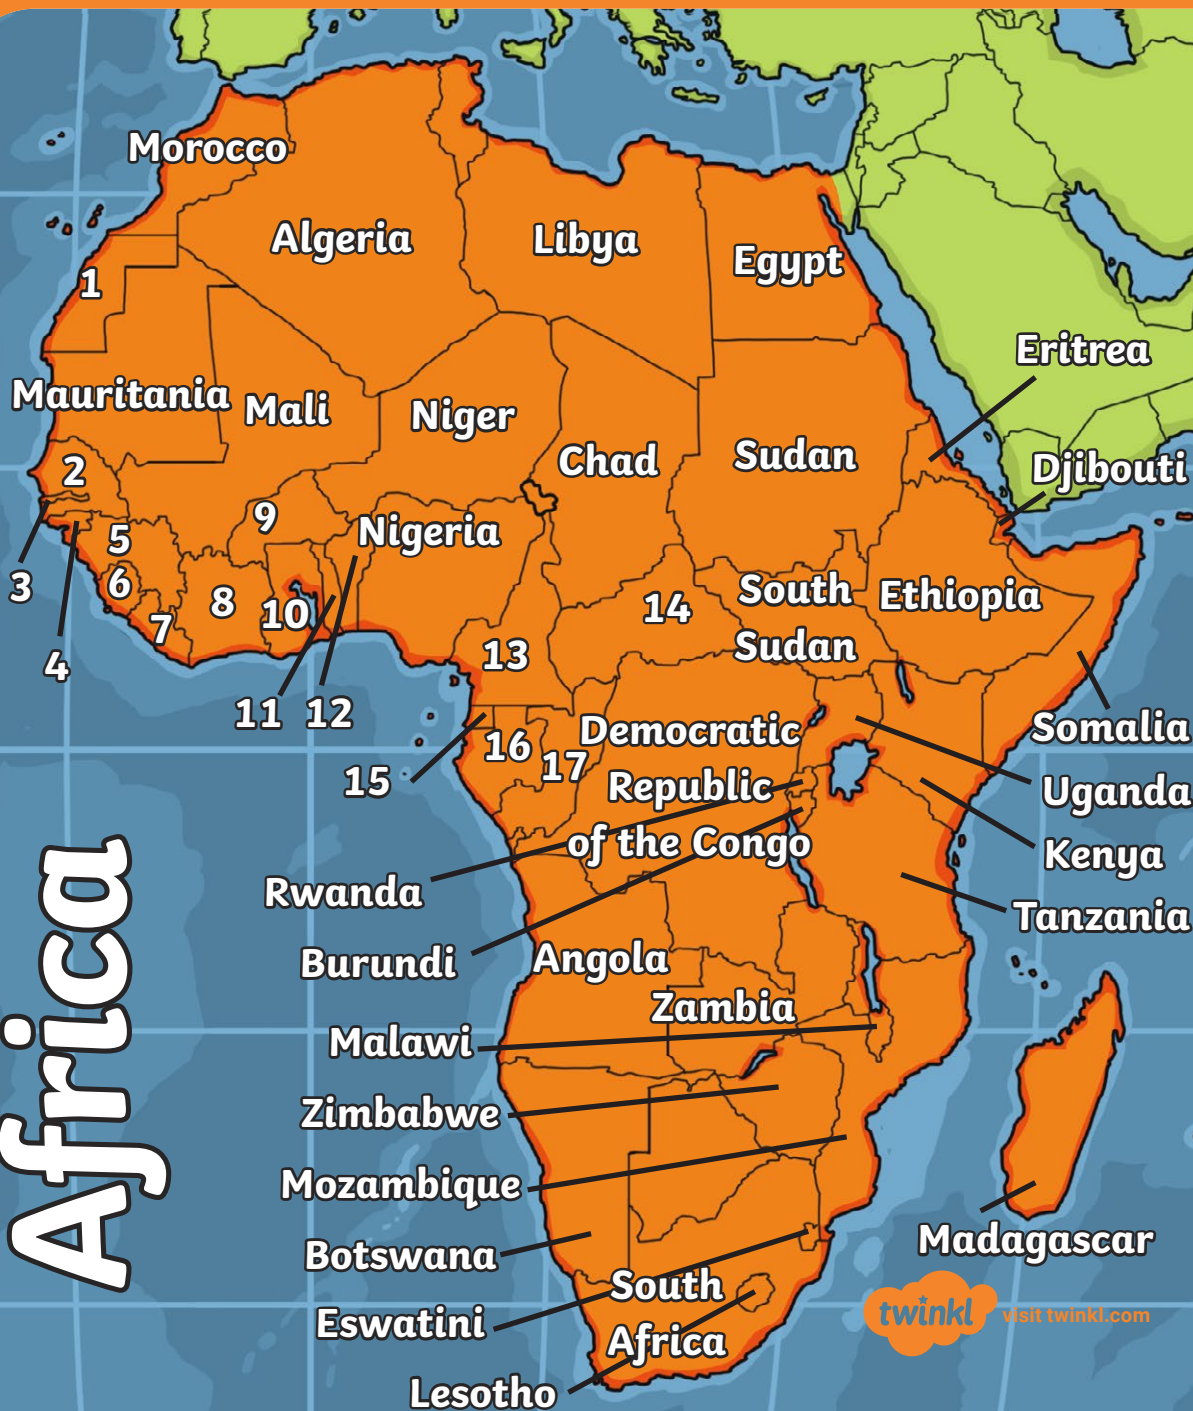 Morocco
Algeria
Libya
Egypt
1
Eritrea
Mauritania
Mali
Niger
Chad
Sudan
2
Djibouti
9
Nigeria
5
3
6
8
10
7
14
South
Sudan
Ethiopia
4
13
11
12
Somalia
16
Democratic
Republic
of the Congo
17
15
Uganda
Kenya
Rwanda
Tanzania
Burundi
Angola
Zambia
Malawi
Zimbabwe
Mozambique
Botswana
Madagascar
South
Africa
Eswatini
Lesotho
Africa
twinkl
visit twinkl.com